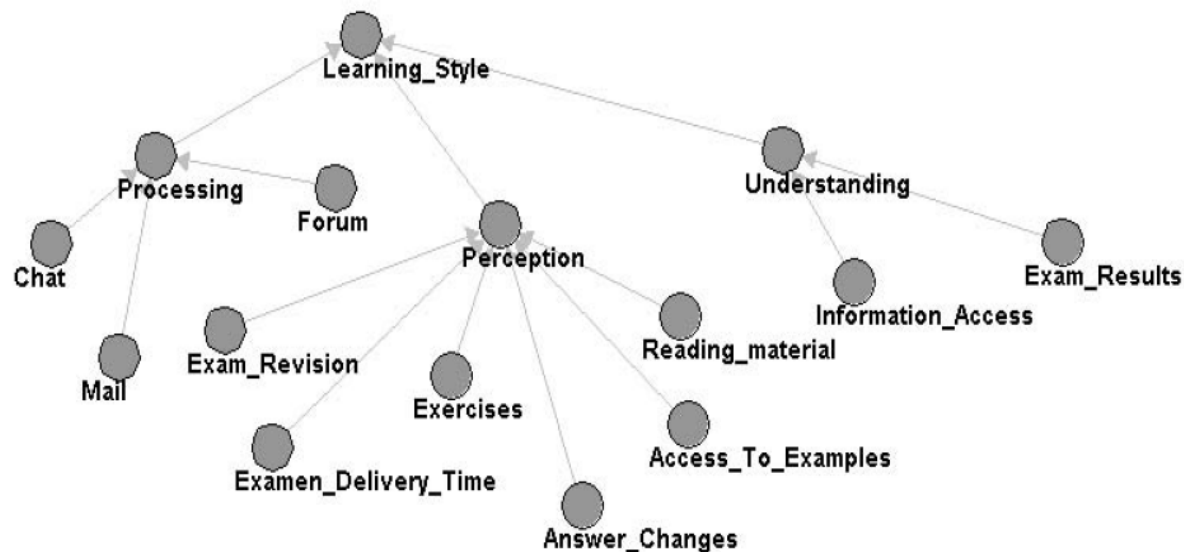 Learning_Style
Processing
Understanding
Forum
Perception
Chat
Exam_Results
Information_Access
Reading_material
Exam_Revision
Mail
Exercises
Access_To_Examples
Examen_Delivery_Time
Answer_Changes